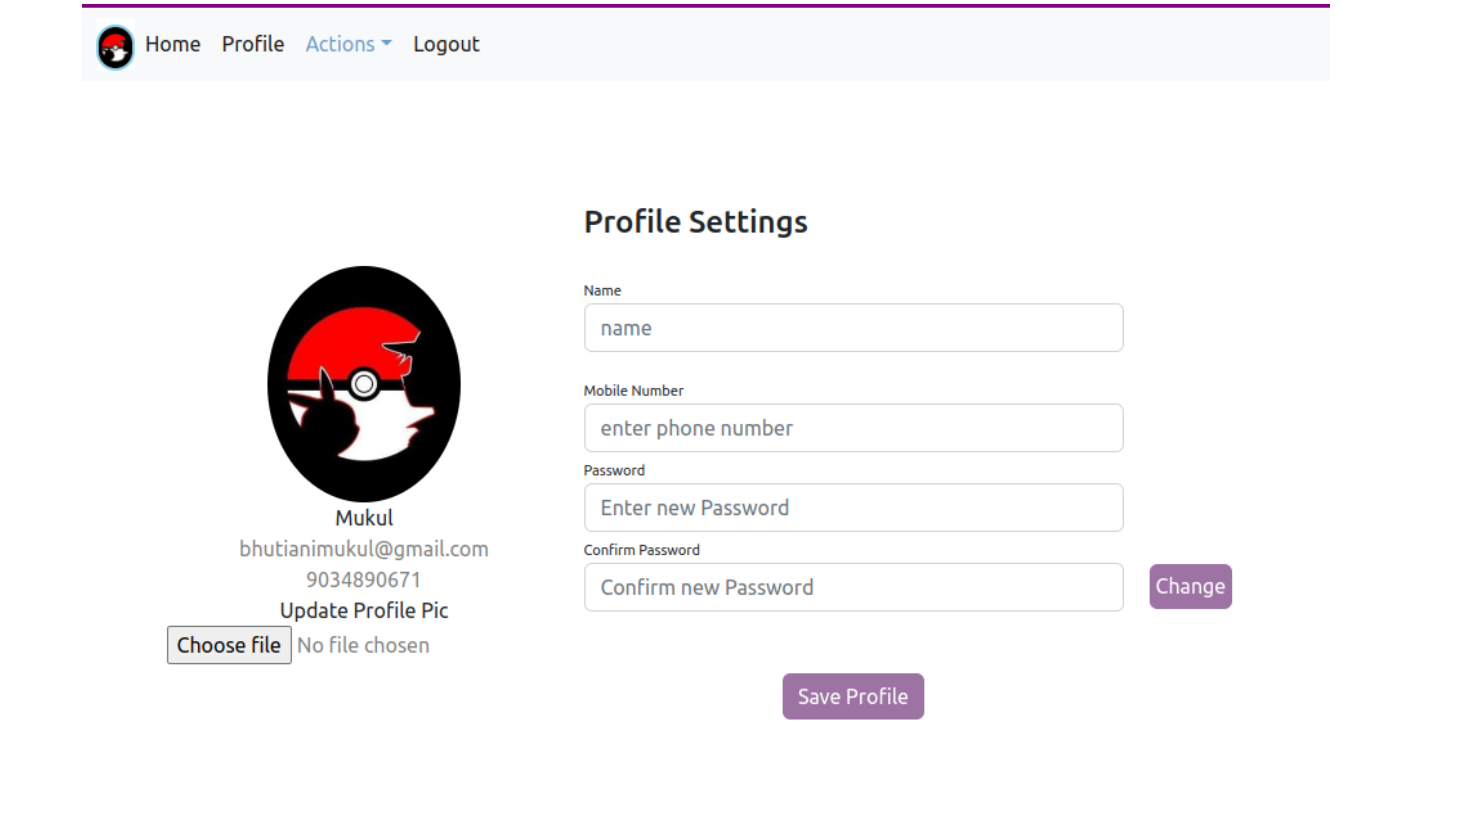 Home Profile Actions Logout
Profile Settings
Name
name
Mobile Number
enter phone number
Password
Enter new Password
Confirm Password
Confirm new Password
Change
Save Profile
Mukul
bhutianimukul@gmail.com
9034890671
Update Profile Pic
Choose file No file chosen